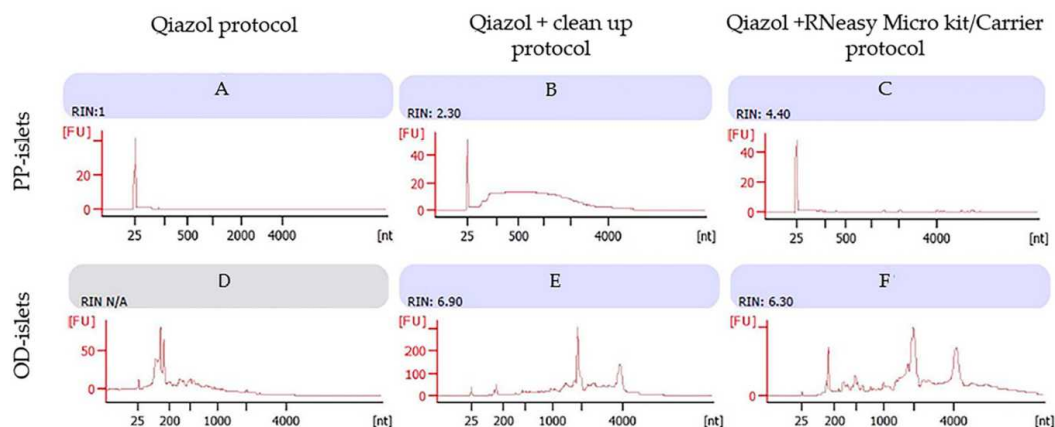 Qiazol protocol
Qiazol + clean up
protocol
Qiazol +RNeasy Micro kit/Carrier
protocol
PP-islets
A
RIN:1
[FU]
20
0
25 500 2000 4000 [nt
B
RIN: 2.30
[FU]
40
20
0
25 500 4000 [nt
C
RIN: 4.40
[FU]
40
20
0
25 500 4000 [nt
OD-islets
D
RIN N/A
[FU]
50
0
25 200 1000 4000 [nt
E
RIN: 6.90
[FU]
200
100
0
25 200 1000 4000 [nt
F
RIN: 6.30
[FU]
0
25 200 1000 4000 [nt